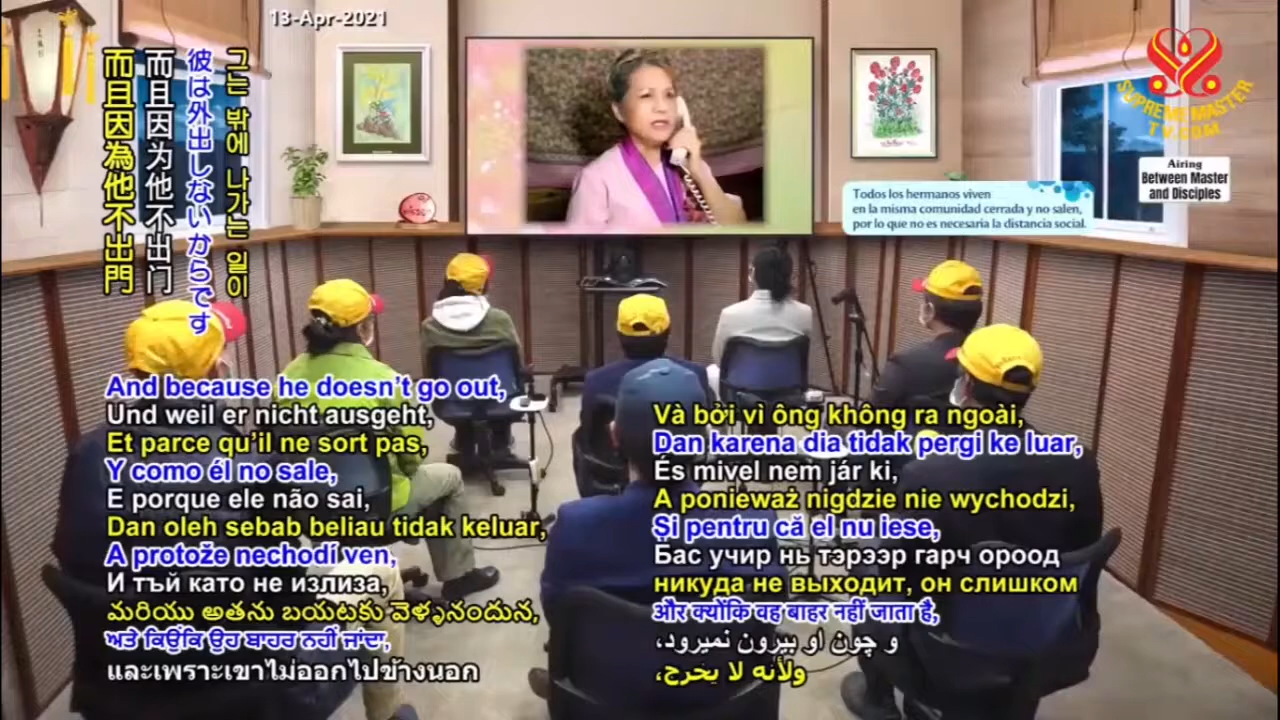 13-Apr-2021
SUPREME MASTER
TV.COM
Airing
Between Master
and Disciples
Todos los hermanos viven
en la misma comunidad cerrada y no salen,
por lo que no es necesaria la distancia social.
그는 밖에 나가는 일이
彼は外出しないからです
而且因为他不出门
而且因為他不出門
And because he doesn't go out,
Und weil er nicht ausgeht,
Et parce qu'il ne sort pas,
Y como él no sale,
E porque ele não sai,
Dan oleh sebab beliau tidak keluar,
A protože nechodí ven,
И тъй като не излиза,
మరియు అతను బయటకు వెళ్ళనందున,
ਅਤੇ ਕਿਉਂਕਿ ਉਹ ਬਾਹਰ ਨਹੀਂ ਜਾਂਦਾ,
และเพราะเขาไม่ออกไปข้างนอก
Và bởi vì ông không ra ngoài,
Dan karena dia tidak pergi ke luar,
És mivel nem jár ki,
A ponieważ nigdzie nie wychodzi,
Și pentru că el nu iese,
Бас учир нь тэрээр гарч ороод
никуда не выходит, он слишком
और क्योंकि वह बाहर नहीं जाता है,
و چون او بیرون نمیرود،
ولأنه لا يخرج،